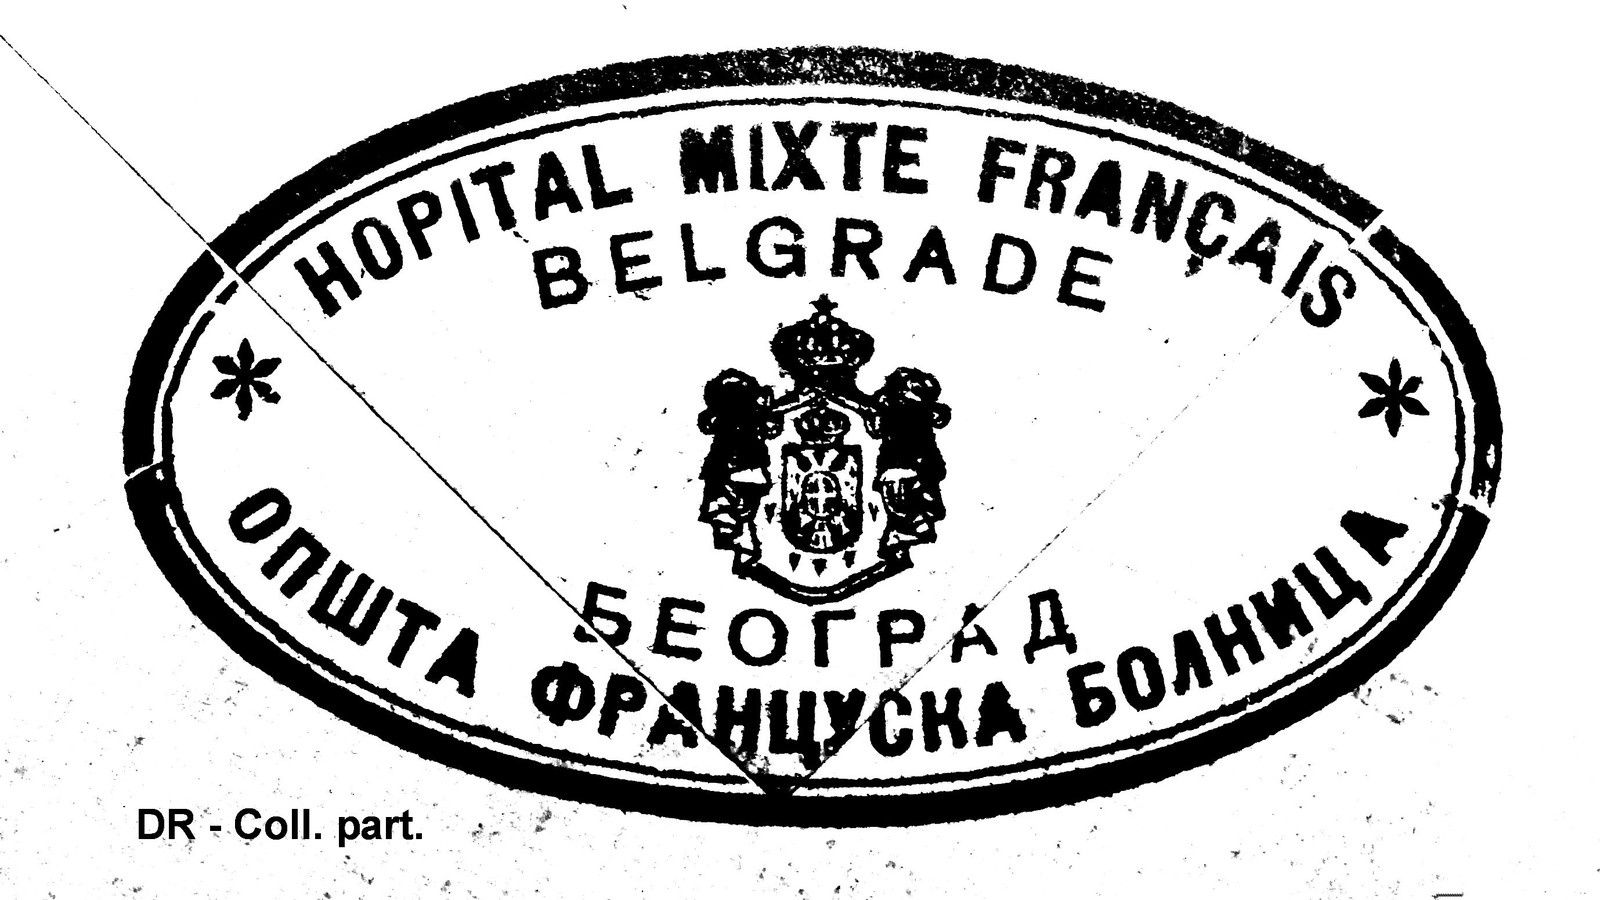 HOPITAL MIXTE FRANÇAIS
BELGRADE
БЕОГРАД
ОПШТА ФРАНЦУСКА БОЛНИЦА
DR - Coll. part.